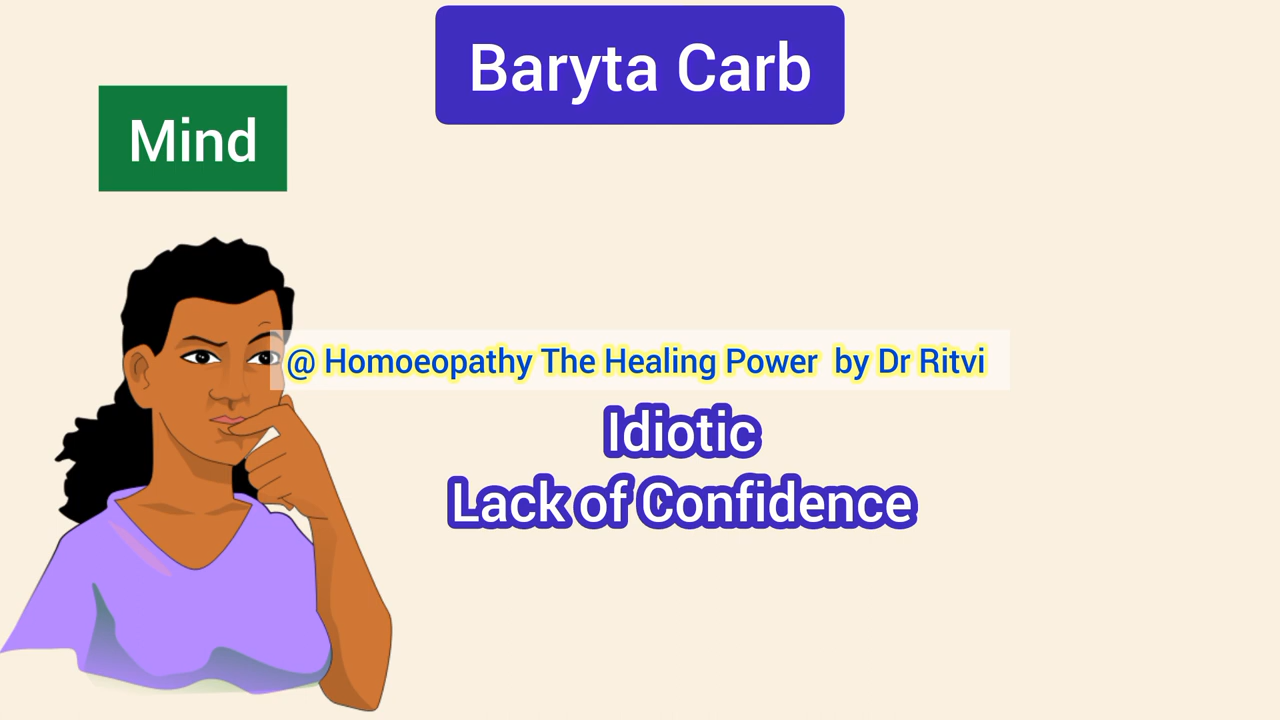 Baryta Carb
Mind
@ Homoeopathy The Healing Power by Dr Ritvi
Idiotic
Lack of Confidence